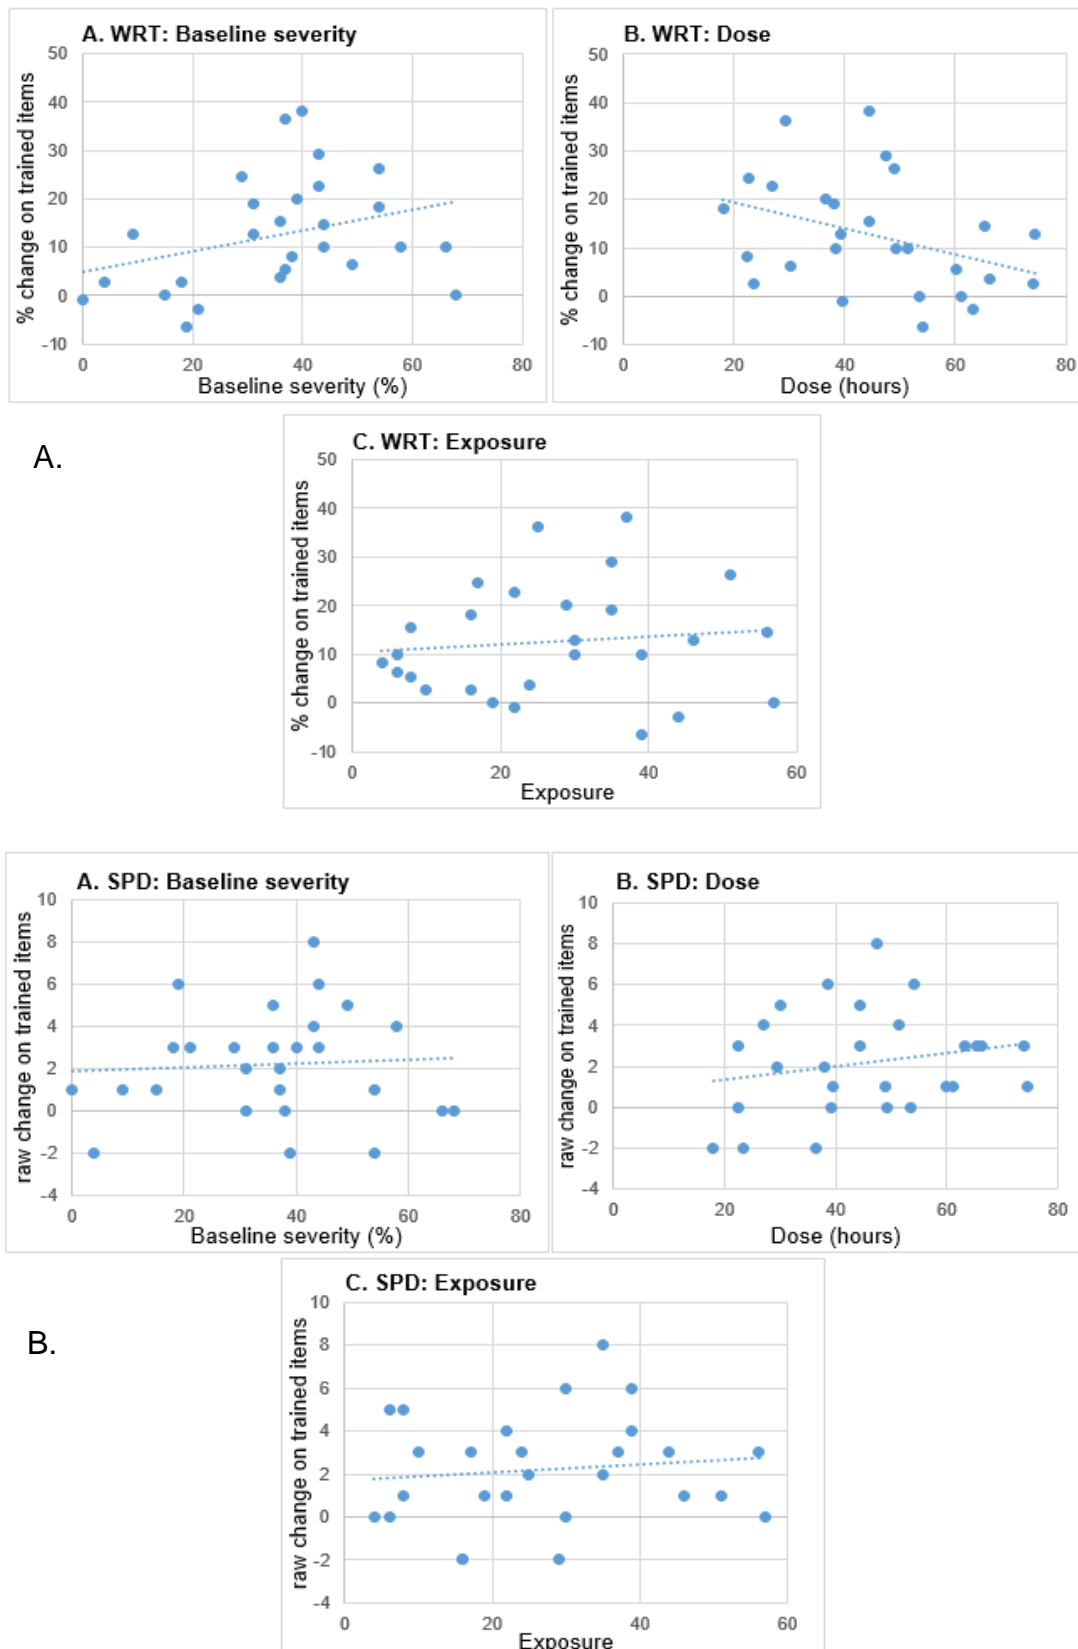 A. WRT: Baseline severity
% change on trained items
50
40
30
20
10
0
-10
0 20 40 60 80
Baseline severity (%)
B. WRT: Dose
% change on trained items
50
40
30
20
10
0
-10
0 20 40 60 80
Dose (hours)
A.
C. WRT: Exposure
% change on trained items
50
40
30
20
10
0
-10
0 20 40 60
Exposure
A. SPD: Baseline severity
raw change on trained items
10
8
6
4
2
0
-2
-4
0 20 40 60 80
Baseline severity (%)
B. SPD: Dose
raw change on trained items
10
8
6
4
2
0
-2
-4
0 20 40 60 80
Dose (hours)
B.
C. SPD: Exposure
raw change on trained items
10
8
6
4
2
0
-2
-4
0 20 40 60
Exposure